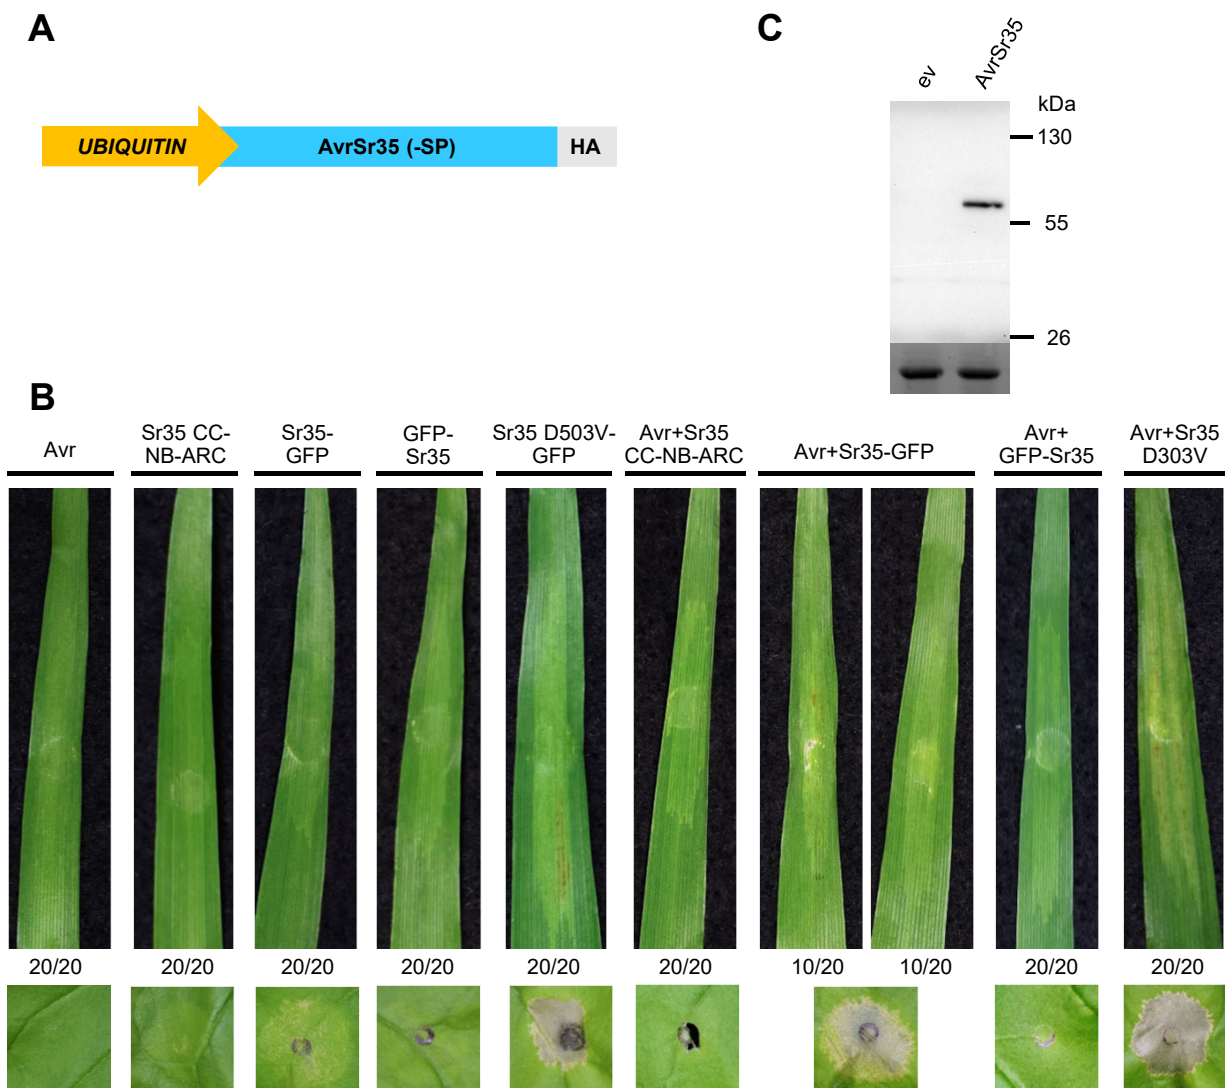 A
C
ev
AvrSr35
kDa
130
55
26
UBIQUITIN
AvrSr35 (-SP)
HA
B
Avr
Sr35 CC-
NB-ARC
Sr35-
GFP
GFP-
Sr35
Sr35 D503V-
GFP
Avr+Sr35
CC-NB-ARC
Avr+Sr35-GFP
Avr+
GFP-Sr35
Avr+Sr35
D303V
20/20
20/20
20/20
20/20
20/20
20/20
10/20
10/20
20/20
20/20